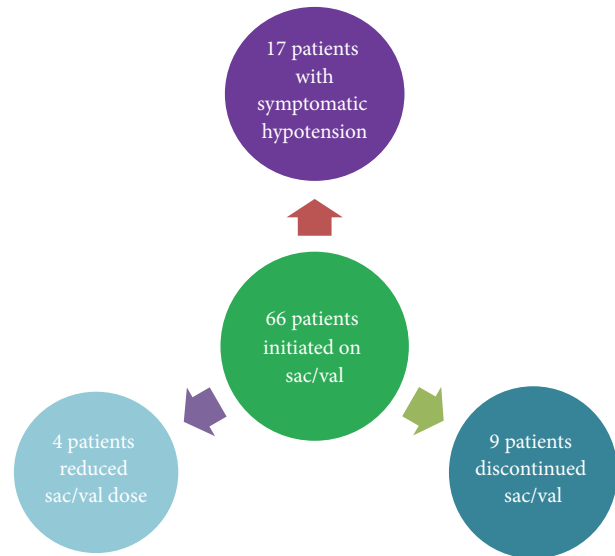 17 patients
with
symptomatic
hypotension
66 patients
initiated on
sac/val
4 patients
reduced
sac/val dose
9 patients
discontinued
sac/val